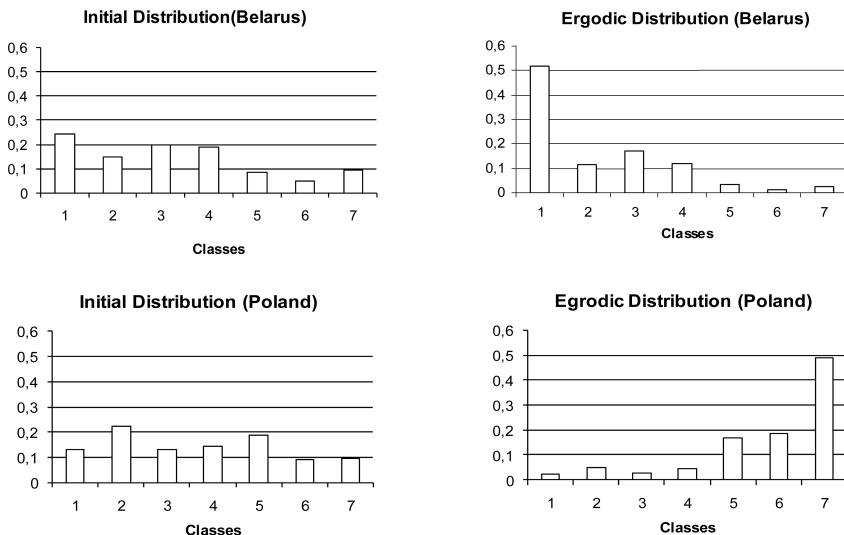 Initial Distribution(Belarus)
0,6
0,5
0,4
0,3
0,2
0,1
0
1 2 3 4 5 6 7
Classes
Ergodic Distribution (Belarus)
0,6
0,5
0,4
0,3
0,2
0,1
0
1 2 3 4 5 6 7
Classes
Initial Distribution (Poland)
0,6
0,5
0,4
0,3
0,2
0,1
0
1 2 3 4 5 6 7
Classes
Egrodic Distribution (Poland)
0,6
0,5
0,4
0,3
0,2
0,1
0
1 2 3 4 5 6 7
Classes